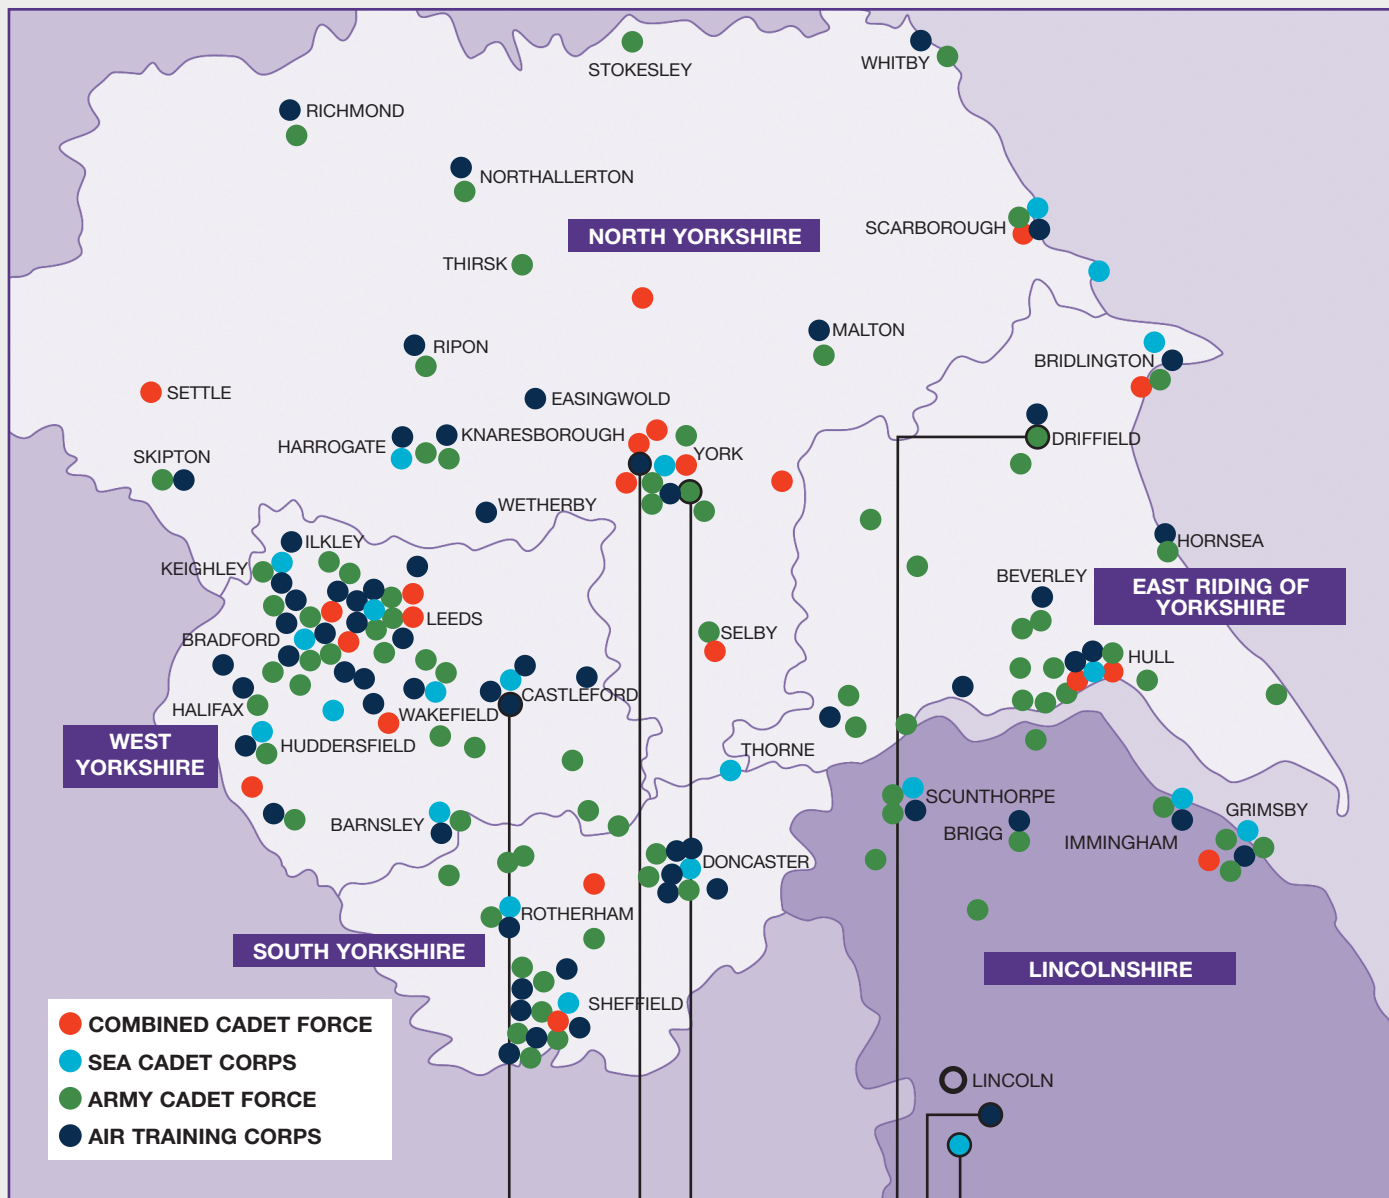 STOKESLEY
WHITBY
RICHMOND
NORTHALLERTON
SCARBOROUGH
NORTH YORKSHIRE
THIRSK
MALTON
RIPON
BRIDLINGTON
SETTLE
EASINGWOLD
KNARESBOROUGH
DRIFFIELD
HARROGATE
YORK
SKIPTON
WETHERBY
ILKLEY
HORNSEA
KEIGHLEY
BEVERLEY
EAST RIDING OF
YORKSHIRE
LEEDS
SELBY
BRADFORD
HULL
CASTLEFORD
HALIFAX
WAKEFIELD
WEST
YORKSHIRE
HUDDERSFIELD
THORNE
SCUNTHORPE
GRIMSBY
BARNSLEY
BRIGG
IMMINGHAM
DONCASTER
ROTHERHAM
SOUTH YORKSHIRE
LINCOLNSHIRE
SHEFFIELD
COMBINED CADET FORCE
SEA CADET CORPS
ARMY CADET FORCE
AIR TRAINING CORPS
LINCOLN